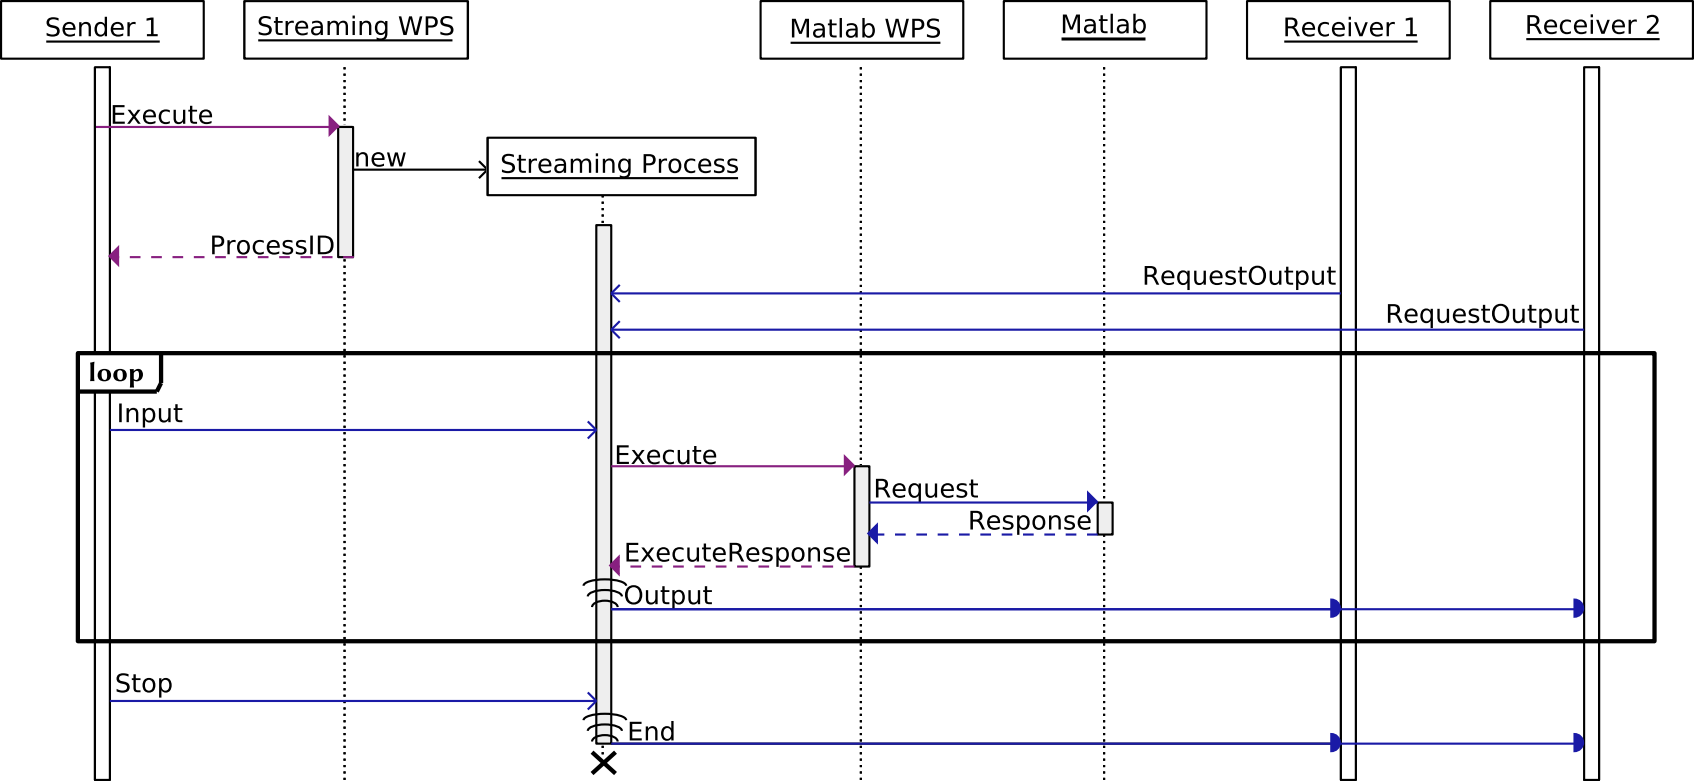 Sender 1
Streaming WPS
Matlab WPS
Matlab
Receiver 1
Receiver 2
Execute
new
Streaming Process
ProcessID
RequestOutput
RequestOutput
loop
Input
Execute
Request
Response
ExecuteResponse
Output
Stop
End